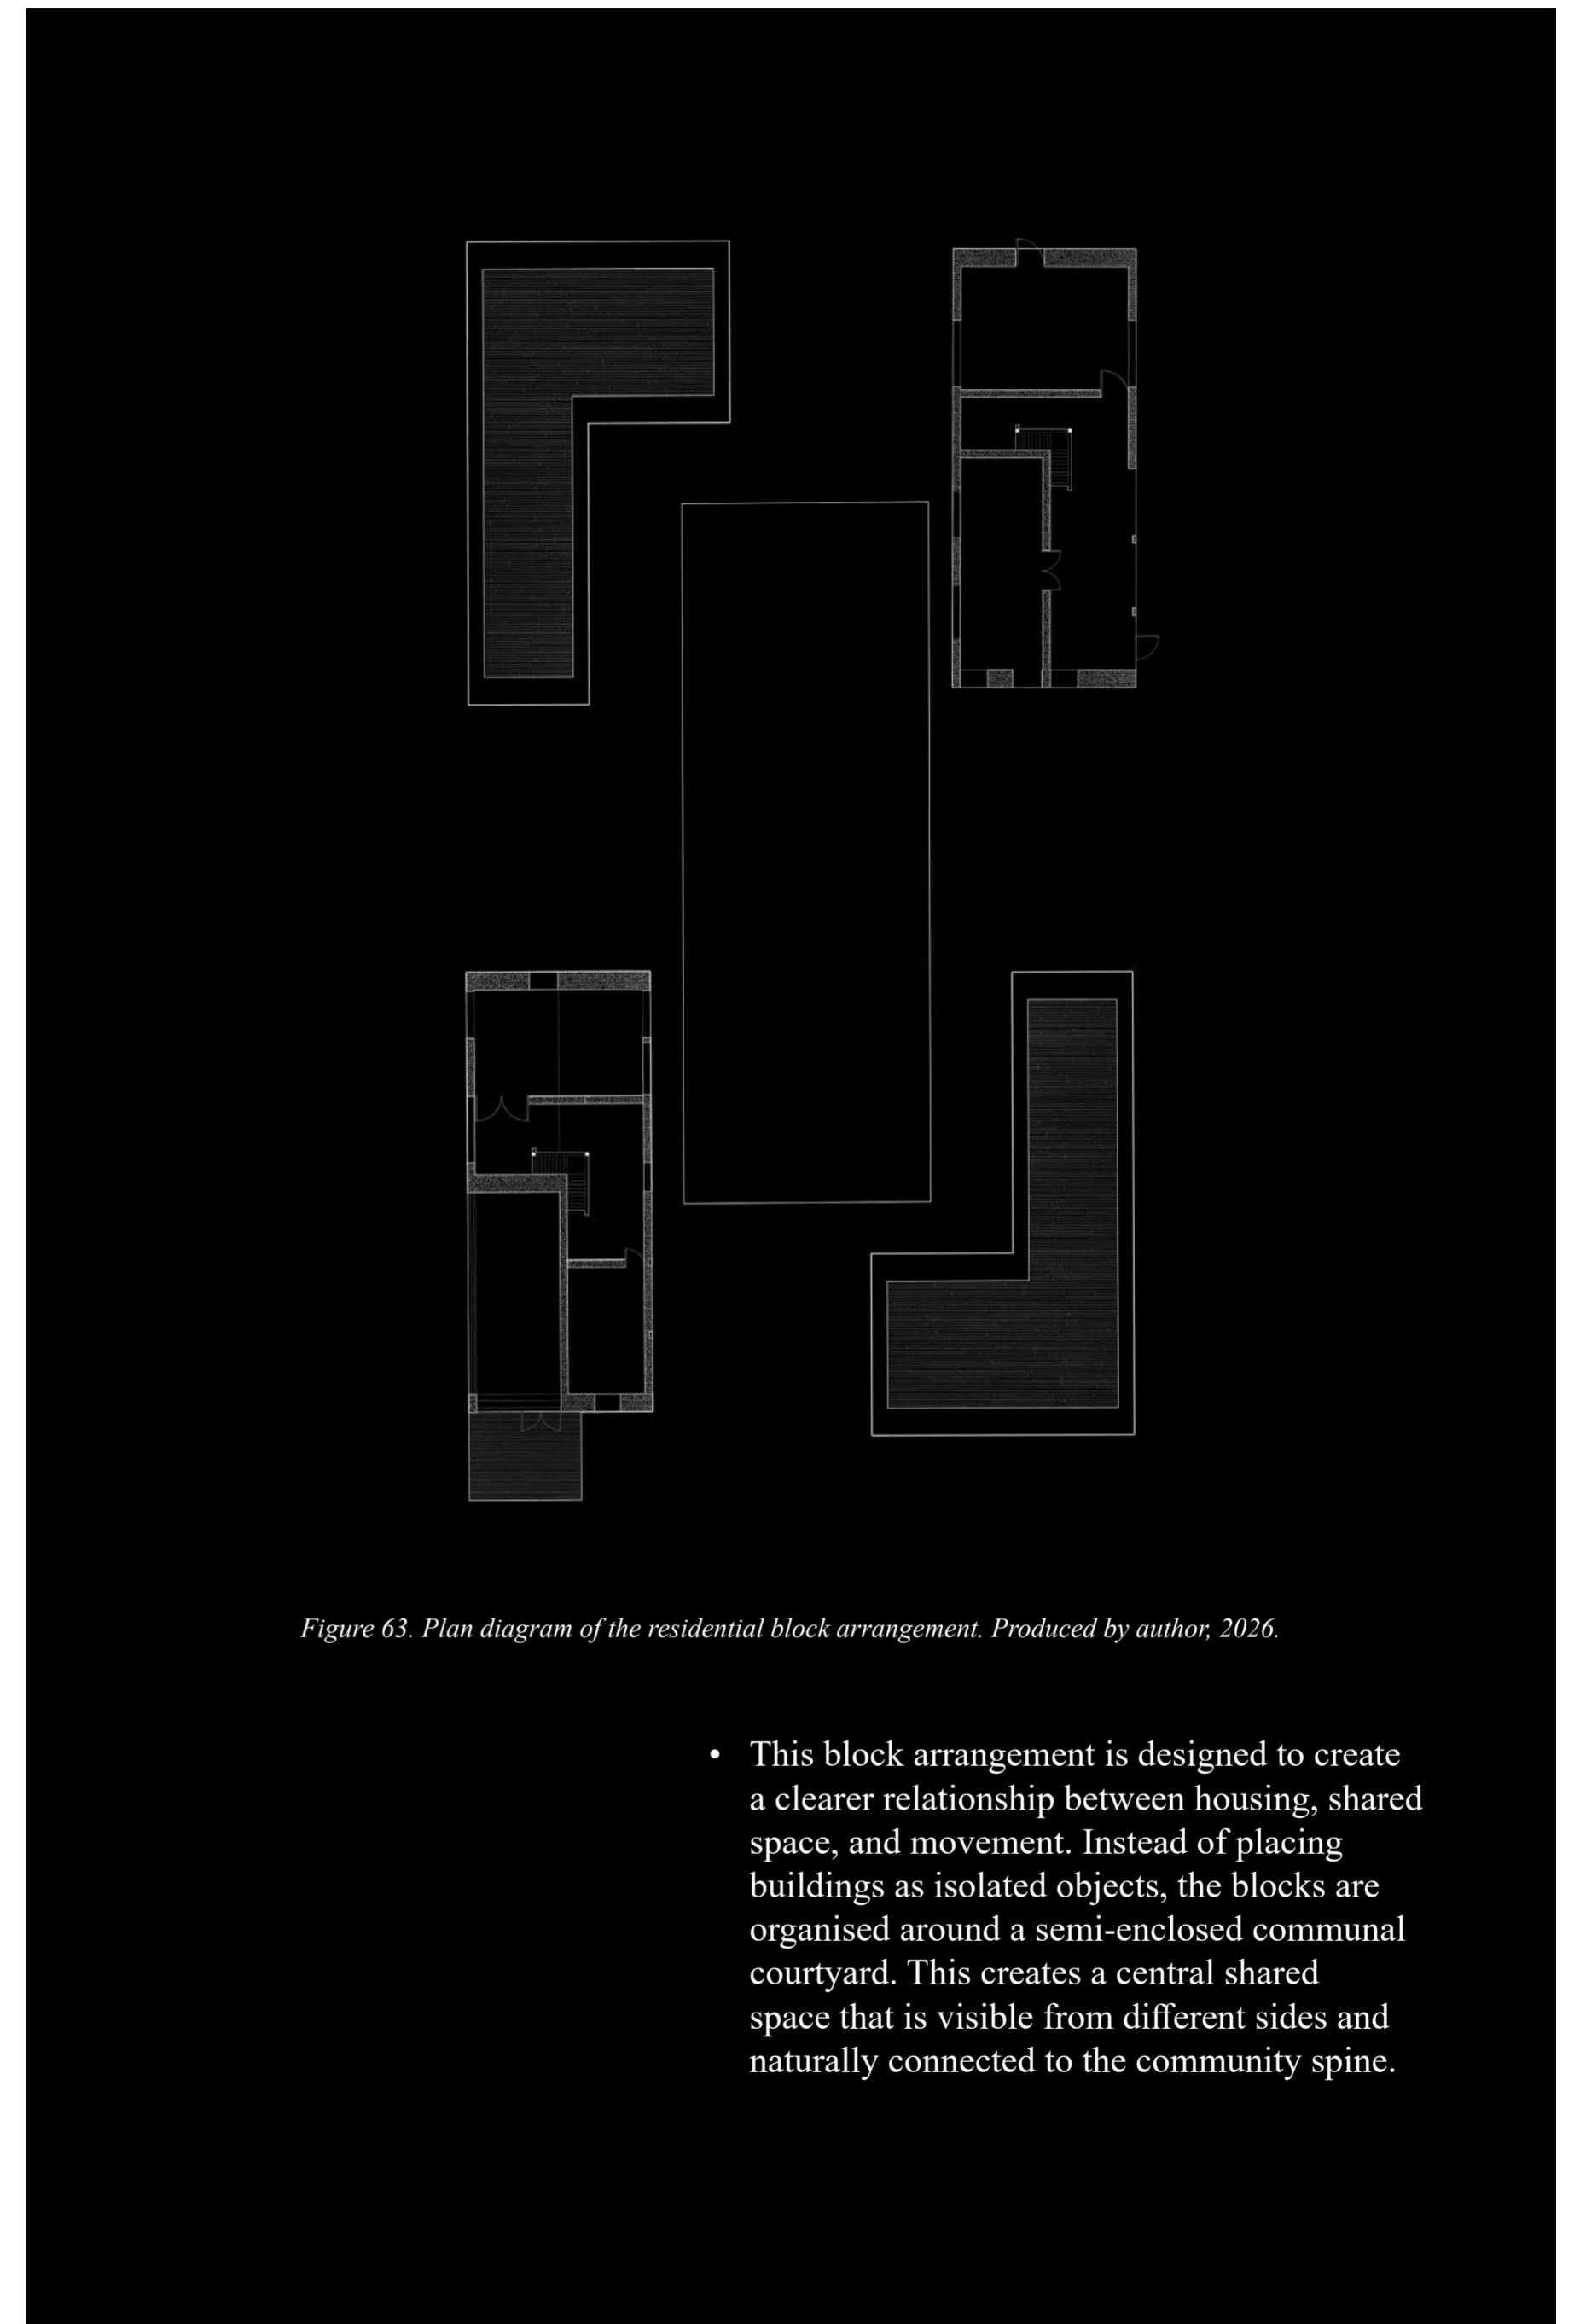 Figure 63. Plan diagram of the residential block arrangement. Produced by author, 2026.
• This block arrangement is designed to create
a clearer relationship between housing, shared
space, and movement. Instead of placing
buildings as isolated objects, the blocks are
organised around a semi-enclosed communal
courtyard. This creates a central shared
space that is visible from different sides and
naturally connected to the community spine.